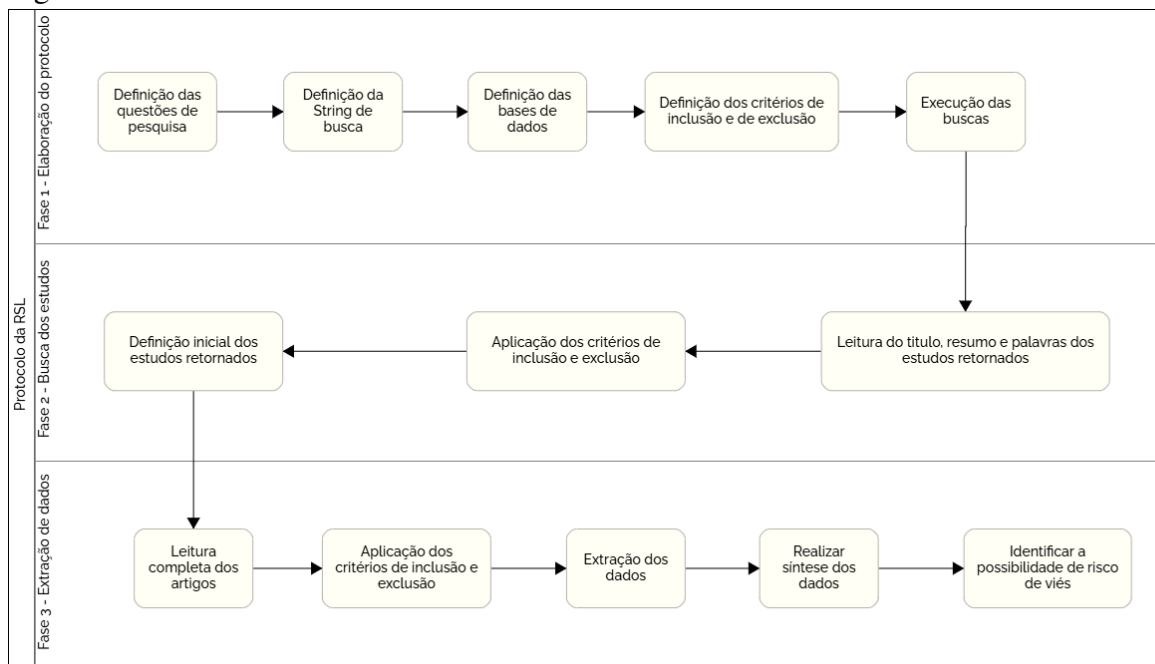 Protocolo da RSL
Fase 1 - Elaboração do protocolo
Definição das
questões de
pesquisa
Definição da
String de
busca
Definição das
bases de
dados
Definição dos critérios de
inclusão e de exclusão
Execução das
buscas
Fase 2 - Busca dos estudos
Definição inicial dos
estudos retornados
Aplicação dos critérios de
inclusão e exclusão
Leitura do titulo, resumo e palavras dos
estudos retornados
Fase 3 - Extração de dados
Leitura
completa dos
artigos
Aplicação dos
critérios de inclusão e
exclusão
Extração dos
dados
Realizar
síntese dos
dados
Identificar a
possibilidade de risco
de viés